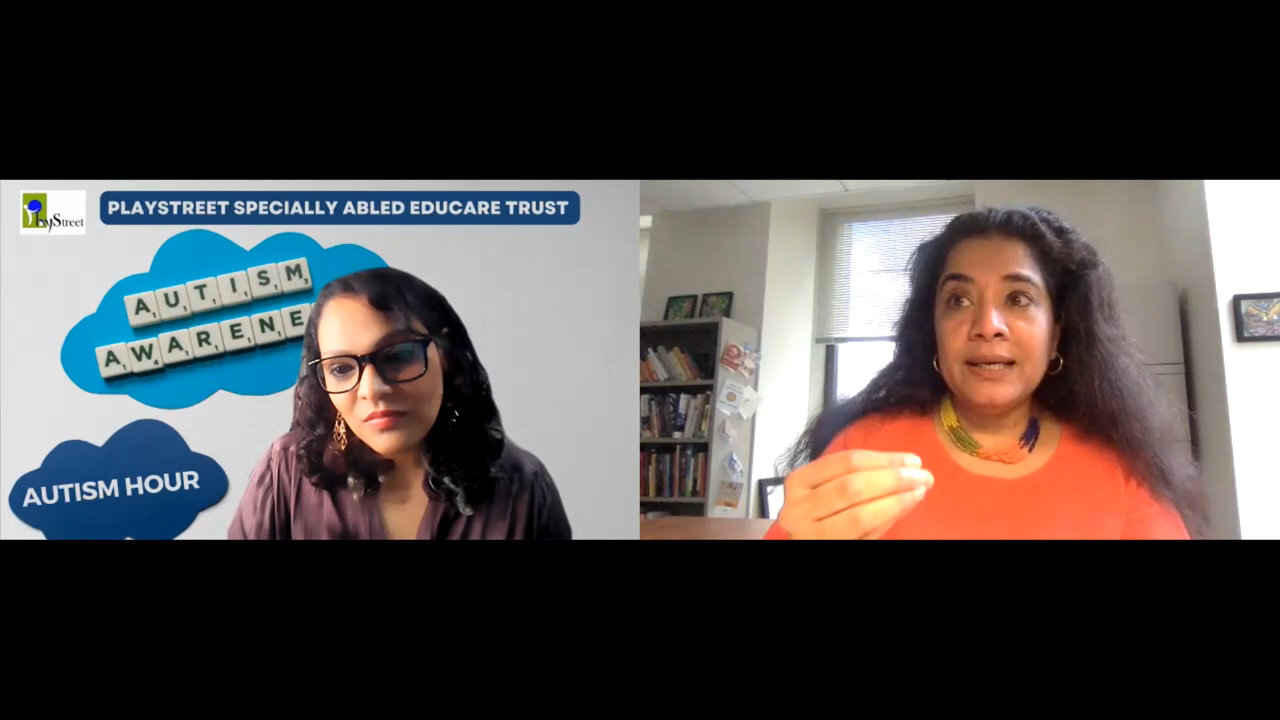 PLAYSTREET SPECIALLY ABLED EDUCARE TRUST
PlayStreet
AUTISM
AWARENE
AUTISM HOUR